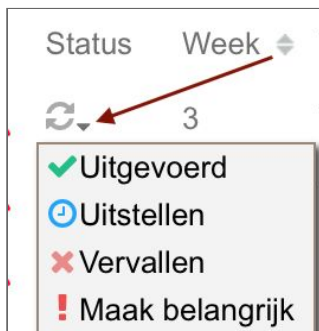 Status Week
3
Uitgevoerd
Uitstellen
Vervallen
Maak belangrijk